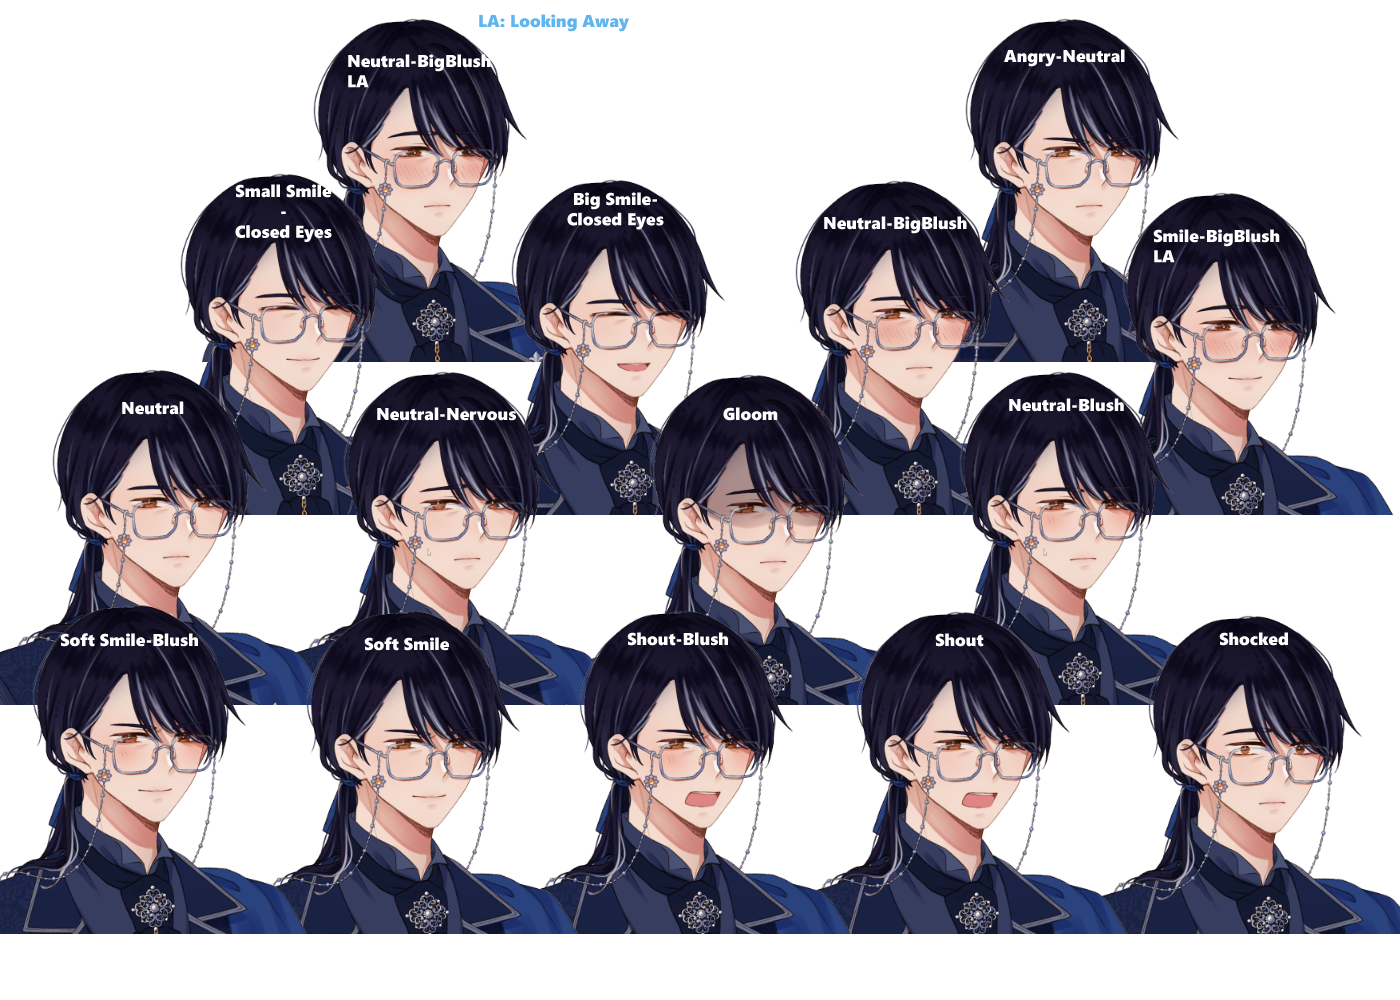 LA: Looking Away
Neutral-BigBlush
LA
Angry-Neutral
Small Smile
-
Closed Eyes
Big Smile-
Closed Eyes
Neutral-BigBlush
Smile-BigBlush
LA
Neutral
Neutral-Nervous
Gloom
Neutral-Blush
Soft Smile-Blush
Soft Smile
Shout-Blush
Shout
Shocked